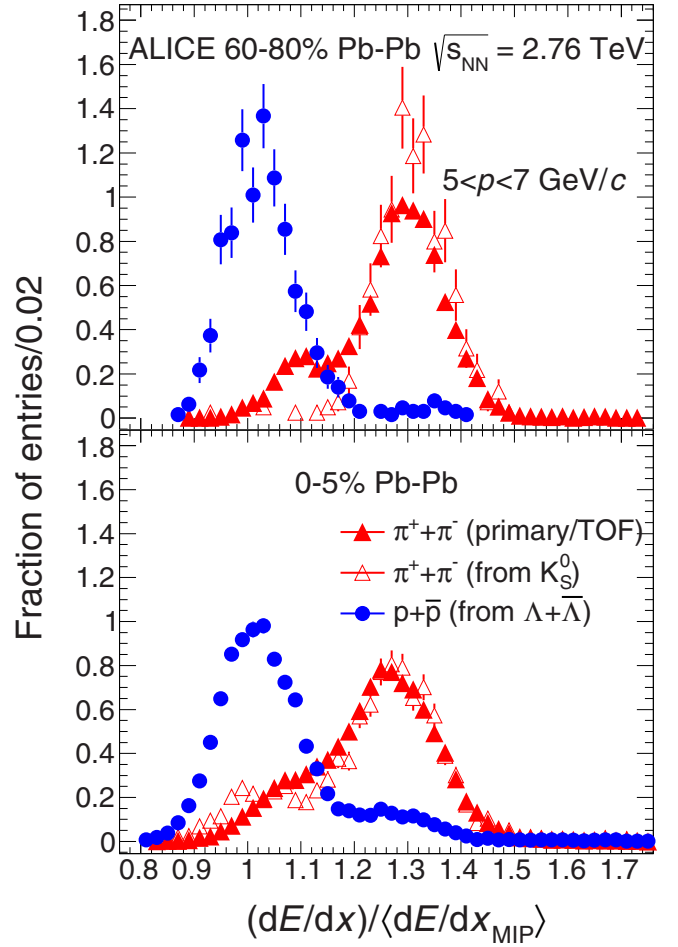 ALICE 60-80% Pb-Pb √s_NN = 2.76 TeV
5<p<7 GeV/c
1.8
1.6
1.4
1.2
1
0.8
0.6
0.4
0.2
0
Fraction of entries/0.02
0-5% Pb-Pb
π⁺+π⁻ (primary/TOF)
π⁺+π⁻ (from K⁰_S)
p+p̅ (from Λ+Λ̅)
1.8
1.6
1.4
1.2
1
0.8
0.6
0.4
0.2
0
0.8 0.9 1 1.1 1.2 1.3 1.4 1.5 1.6 1.7
(dE/dx)/⟨dE/dx_MIP⟩